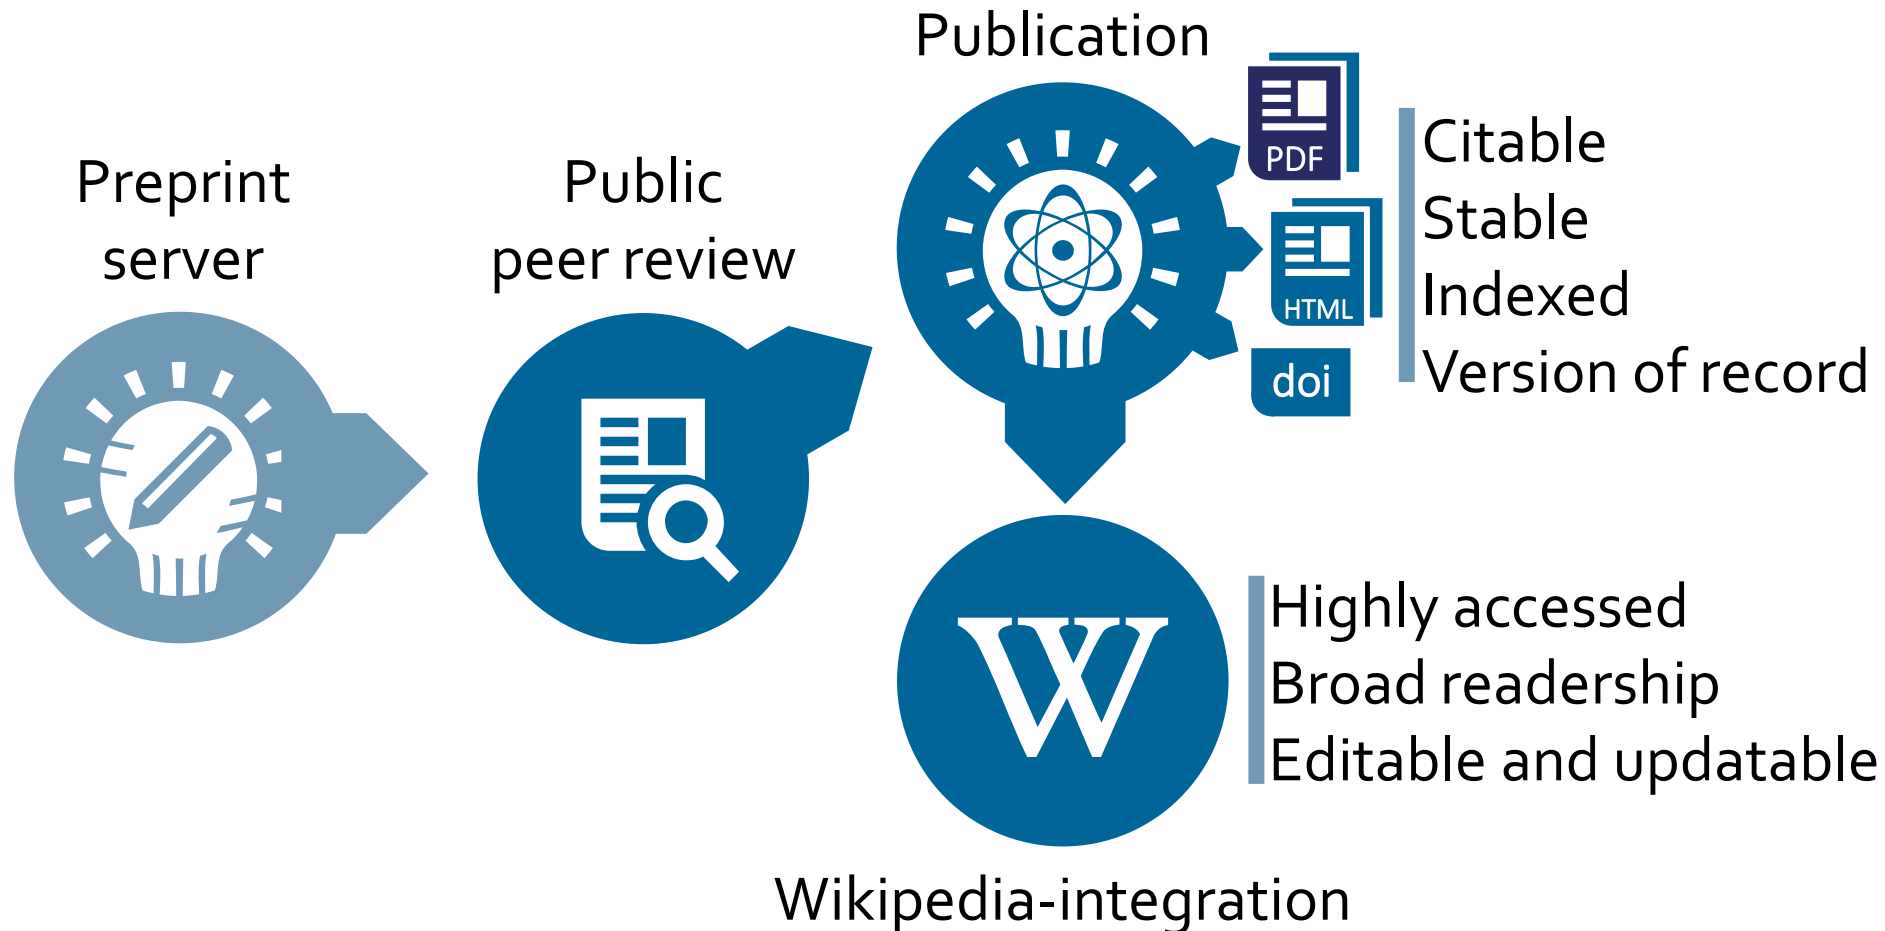 Preprint
server
Public
peer review
Publication
PDF
HTML
doi
Citable
Stable
Indexed
Version of record
W
Highly accessed
Broad readership
Editable and updatable
Wikipedia-integration